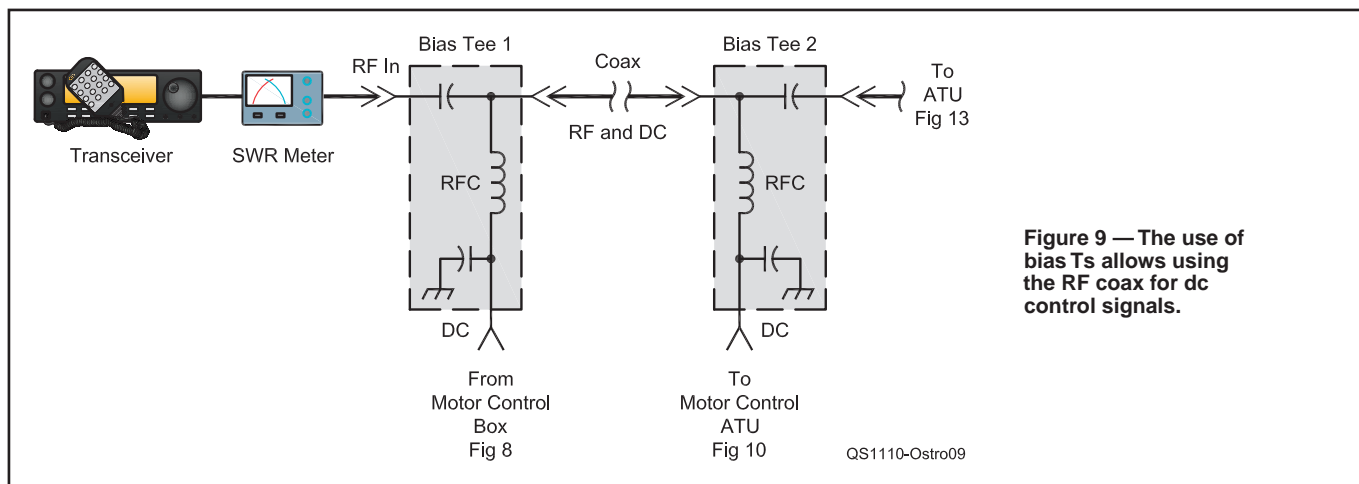 Bias Tee 1
Bias Tee 2
RF In
Coax
To
ATU
Fig 13
RF and DC
Transceiver
SWR Meter
RFC
RFC
DC
DC
From
Motor Control
Box
Fig 8
To
Motor Control
ATU
Fig 10
QS1110-Ostro09
Figure 9 — The use of
bias Ts allows using
the RF coax for dc
control signals.